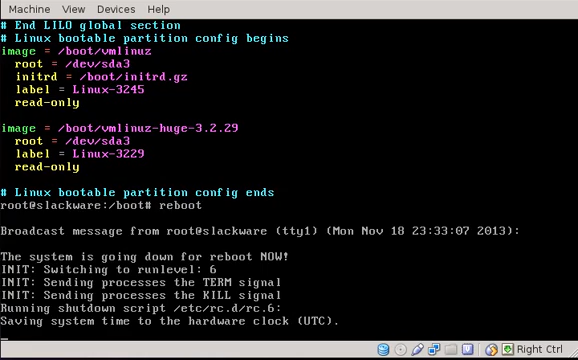 Machine View Devices Help
# End LILO global section
# Linux bootable partition config begins
image = /boot/vmlinuz
root = /dev/sda3
initrd = /boot/initrd.gz
label = Linux-3245
read-only
image = /boot/vmlinuz-huge-3.2.29
root = /dev/sda3
label = Linux-3229
read-only
# Linux bootable partition config ends
root@slackware:/boot# reboot
Broadcast message from root@slackware (tty1) (Mon Nov 18 23:33:07 2013):
The system is going down for reboot NOW!
INIT: Switching to runlevel: 6
INIT: Sending processes the TERM signal
INIT: Sending processes the KILL signal
Running shutdown script /etc/rc.d/rc.6:
Saving system time to the hardware clock (UTC).
Right Ctrl